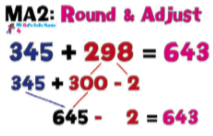 MA2: Round & Adjust
345 + 298 = 643
345 + 300 - 2
645 - 2 = 643